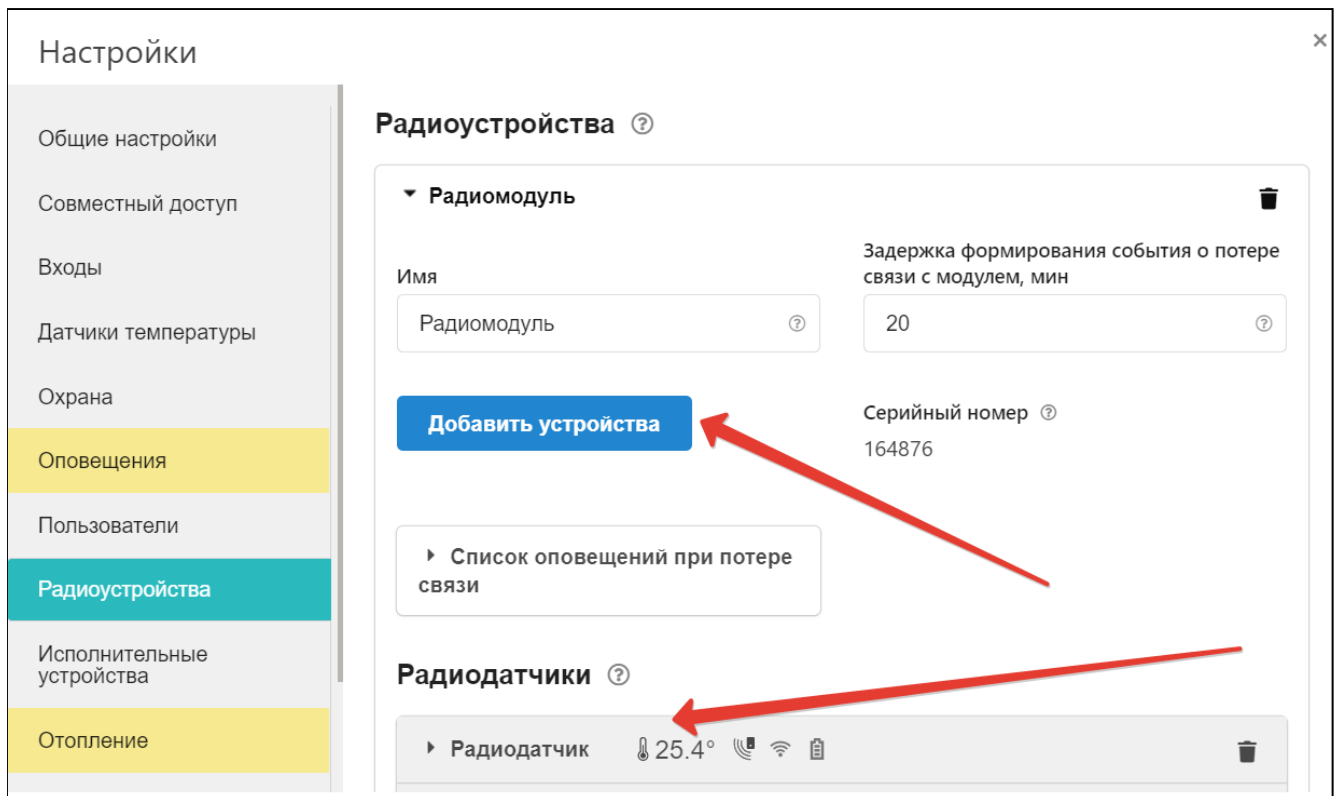 Настройки
Общие настройки
Совместный доступ
Входы
Датчики температуры
Охрана
Оповещения
Пользователи
Радиоустройства
Исполнительные
устройства
Отопление
Радиоустройства
Радиомодуль
Имя
Радиомодуль
Задержка формирования события о потере
связи с модулем, мин
20
Добавить устройства
Серийный номер
164876
Список оповещений при потере
связи
Радиодатчики
Радиодатчик 25.4°